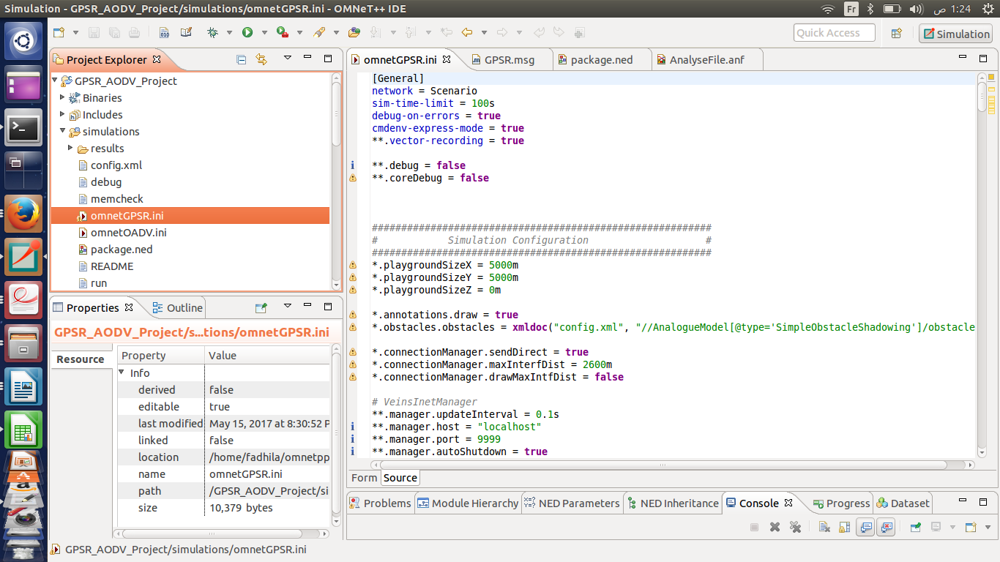 Simulation - GPSR_AODV_Project/simulations/omnetGPSR.ini - OMNeT++ IDE
Fr
ص 1:24
010
Quick Access
Simulation
Project Explorer
GPSR_AODV_Project
Binaries
Includes
simulations
results
config.xml
debug
memcheck
omnetGPSR.ini
omnetOADV.ini
package.ned
README
run
Properties
Outline
GPSR_AODV_Project/s...tions/omnetGPSR.ini
Resource
Property Value
Info
derived false
editable true
last modified May 15, 2017 at 8:30:52 P
linked false
location /home/fadhila/omnetpp
name omnetGPSR.ini
path /GPSR_AODV_Project/si
size 10,379 bytes
omnetGPSR.ini
GPSR.msg
package.ned
AnalyseFile.anf
[General]
network = Scenario
sim-time-limit = 100s
debug-on-errors = true
cmdenv-express-mode = true
**.vector-recording = true
**.debug = false
**.coreDebug = false
##########################################################
# Simulation Configuration #
##########################################################
*.playgroundSizeX = 5000m
*.playgroundSizeY = 5000m
*.playgroundSizeZ = 0m
*.annotations.draw = true
*.obstacles.obstacles = xmldoc("config.xml", "//AnalogueModel[@type='SimpleObstacleShadowing']/obstacle
*.connectionManager.sendDirect = true
*.connectionManager.maxInterfDist = 2600m
*.connectionManager.drawMaxIntfDist = false
# VeinsInetManager
**.manager.updateInterval = 0.1s
**.manager.host = "localhost"
**.manager.port = 9999
**.manager.autoShutdown = true
Form Source
Problems
Module Hierarchy
NED Parameters
NED Inheritance
Console
Progress
Dataset
GPSR_AODV_Project/simulations/omnetGPSR.ini